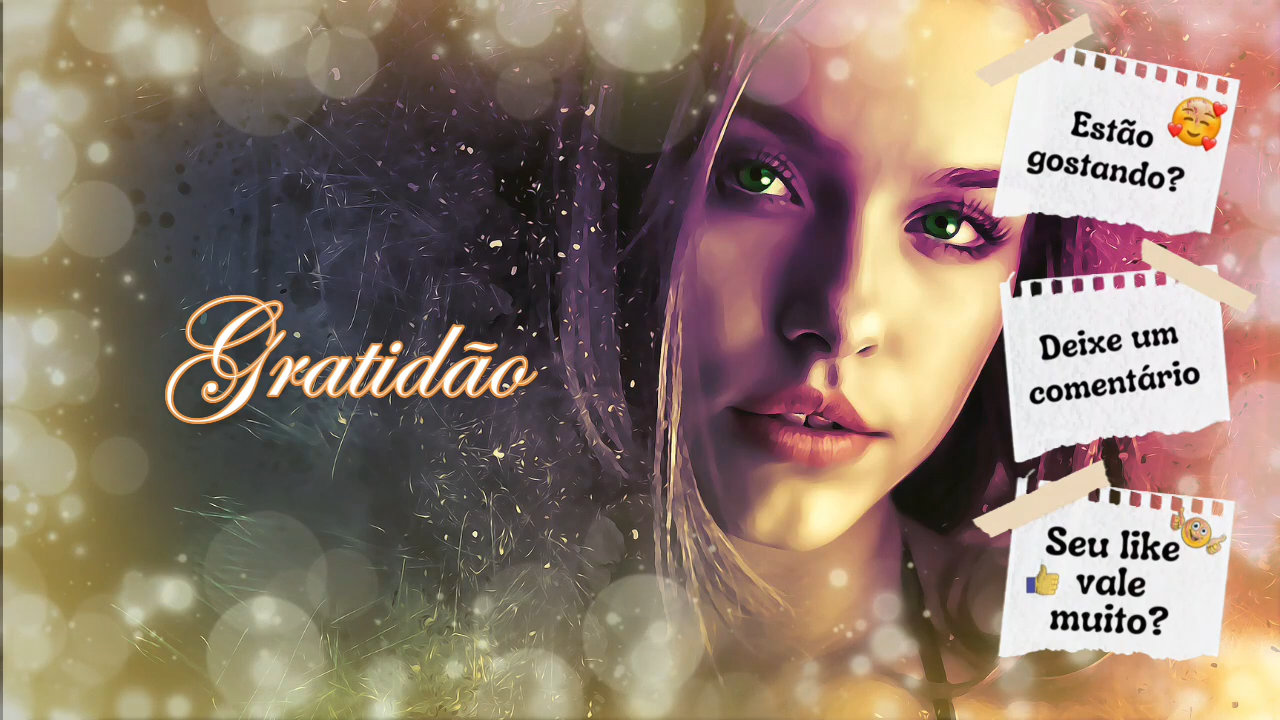 Gratidão
Estão
gostando?
Deixe um
comentário
Seu like
vale
muito?